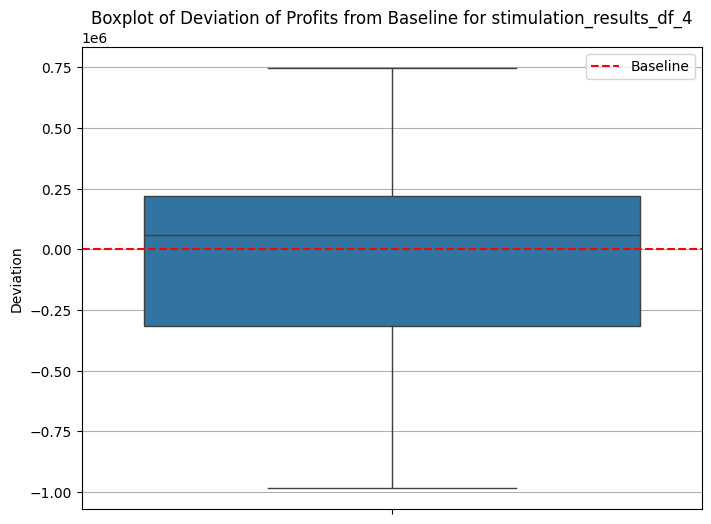 Boxplot of Deviation of Profits from Baseline for stimulation_results_df_4
1e6
Baseline
0.75
0.50
0.25
0.00
−0.25
−0.50
−0.75
−1.00
Deviation